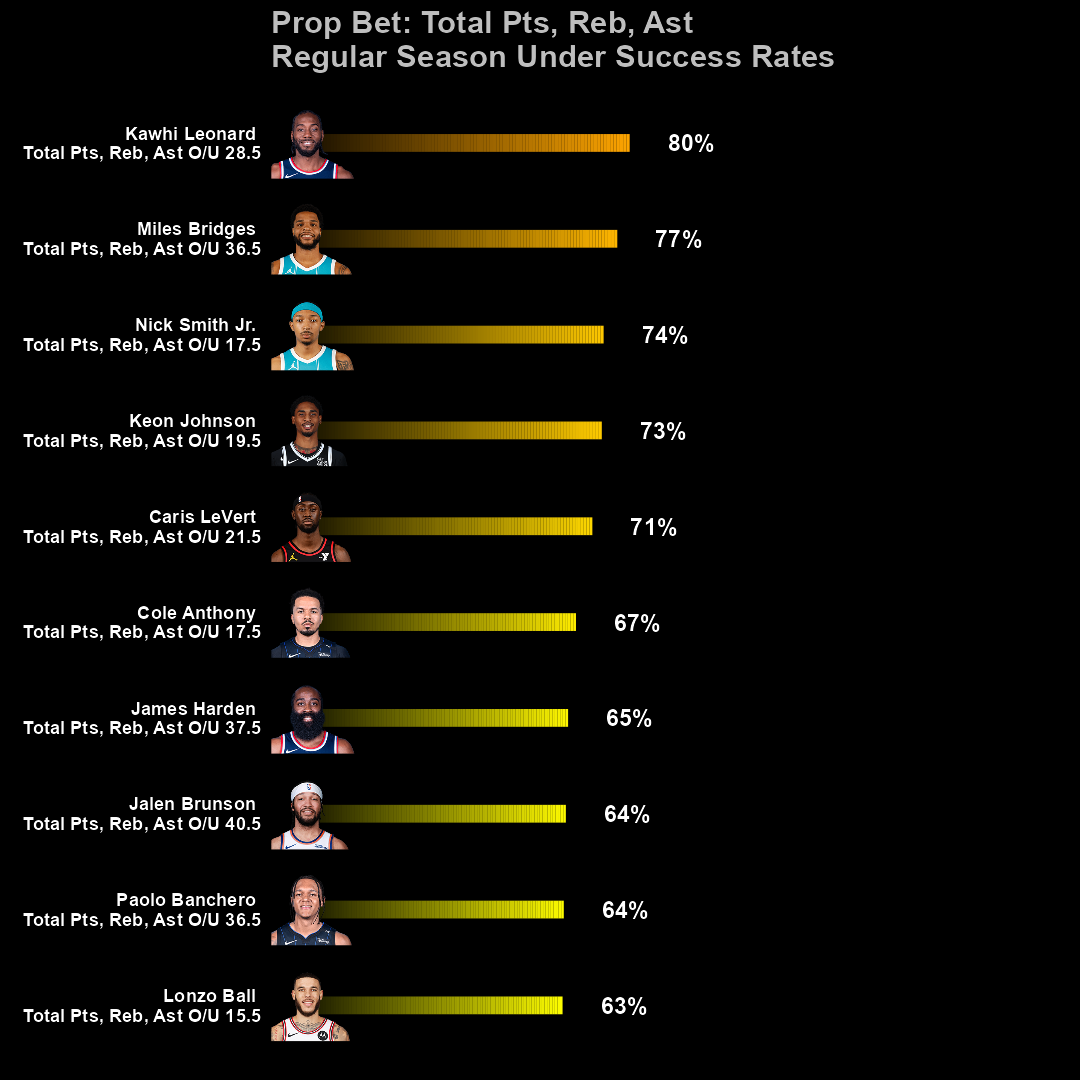 Prop Bet: Total Pts, Reb, Ast
Regular Season Under Success Rates
Kawhi Leonard
Total Pts, Reb, Ast O/U 28.5
80%
Miles Bridges
Total Pts, Reb, Ast O/U 36.5
77%
Nick Smith Jr.
Total Pts, Reb, Ast O/U 17.5
74%
Keon Johnson
Total Pts, Reb, Ast O/U 19.5
73%
Caris LeVert
Total Pts, Reb, Ast O/U 21.5
71%
Cole Anthony
Total Pts, Reb, Ast O/U 17.5
67%
James Harden
Total Pts, Reb, Ast O/U 37.5
65%
Jalen Brunson
Total Pts, Reb, Ast O/U 40.5
64%
Paolo Banchero
Total Pts, Reb, Ast O/U 36.5
64%
Lonzo Ball
Total Pts, Reb, Ast O/U 15.5
63%